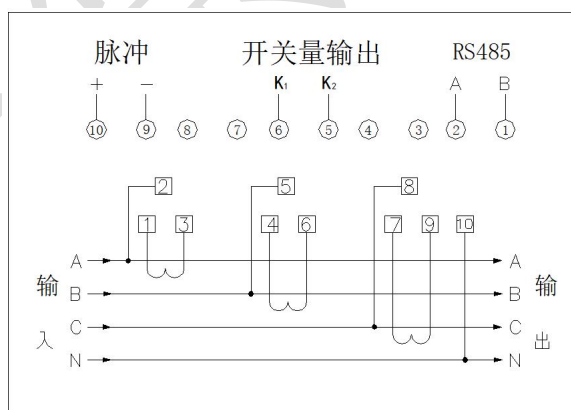 脉冲 开关量输出 RS485
+ − K₁ K₂ A B
⑩ ⑨ ⑧ ⑦ ⑥ ⑤ ④ ③ ② ①
2 5 8
1 3 4 6 7 9 10
A A
输 B B 输
入 C C 出
N N